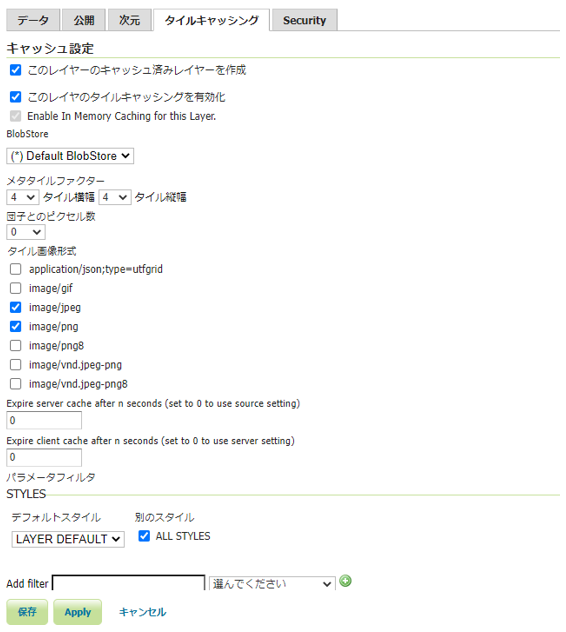 データ 公開 次元 タイルキャッシング Security
キャッシュ設定
このレイヤーのキャッシュ済みレイヤーを作成
このレイヤのタイルキャッシングを有効化
Enable In Memory Caching for this Layer.
BlobStore
(*) Default BlobStore
メタタイルファクター
4 タイル横幅 4 タイル縦幅
団子とのピクセル数
0
タイル画像形式
application/json;type=utfgrid
image/gif
image/jpeg
image/png
image/png8
image/vnd.jpeg-png
image/vnd.jpeg-png8
Expire server cache after n seconds (set to 0 to use source setting)
0
Expire client cache after n seconds (set to 0 to use server setting)
0
パラメータフィルタ
STYLES
デフォルトスタイル 別のスタイル
LAYER DEFAULT ALL STYLES
Add filter 選んでください
保存 Apply キャンセル